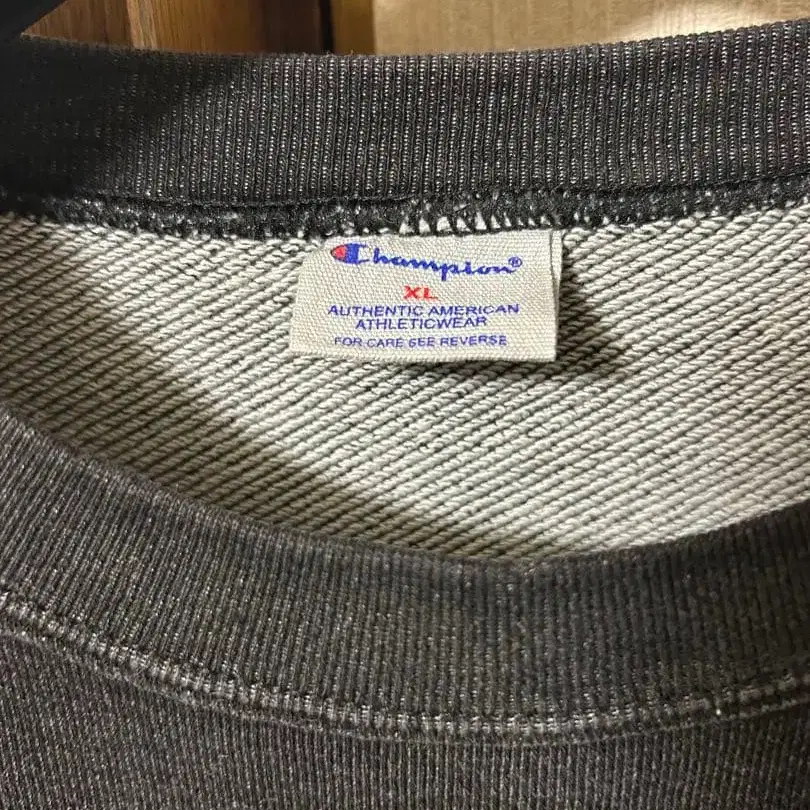 Champion®
XL
AUTHENTIC AMERICAN
ATHLETICWEAR
FOR CARE SEE REVERSE